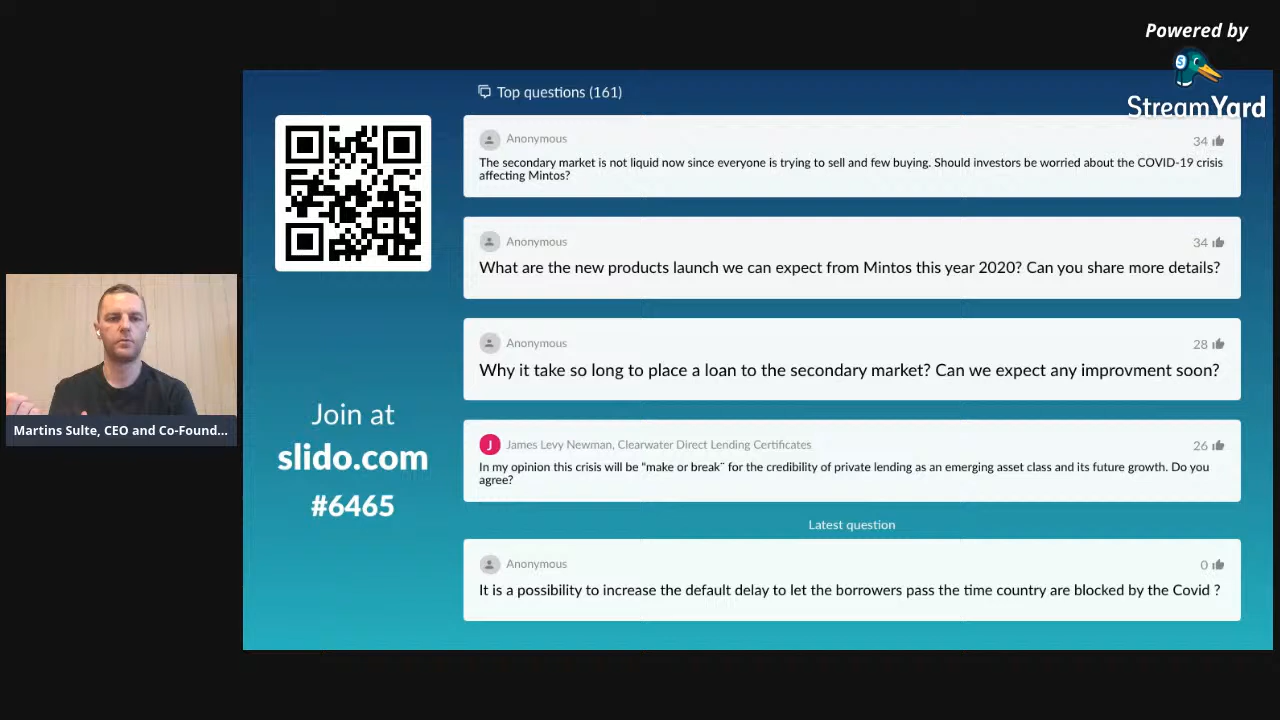 Powered by
StreamYard
Top questions (161)
Anonymous
34
The secondary market is not liquid now since everyone is trying to sell and few buying. Should investors be worried about the COVID-19 crisis
affecting Mintos?
Anonymous
34
What are the new products launch we can expect from Mintos this year 2020? Can you share more details?
Anonymous
28
Why it take so long to place a loan to the secondary market? Can we expect any improvment soon?
J
James Levy Newman, Clearwater Direct Lending Certificates
26
In my opinion this crisis will be "make or break¨ for the credibility of private lending as an emerging asset class and its future growth. Do you
agree?
Latest question
Anonymous
0
It is a possibility to increase the default delay to let the borrowers pass the time country are blocked by the Covid ?
Join at
slido.com
#6465
Martins Sulte, CEO and Co-Found...